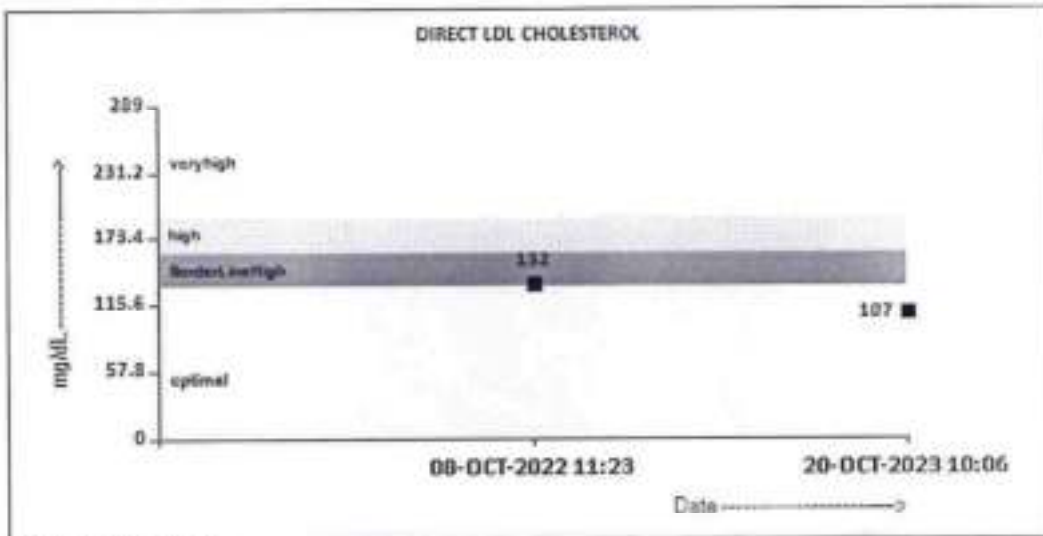 DIRECT LDL CHOLESTEROL
289
231.2
veryhigh
173.4
high
132
BorderLineHigh
115.6
107
57.8
optimal
0
mg/dL
08-OCT-2022 11:23
20-OCT-2023 10:06
Date